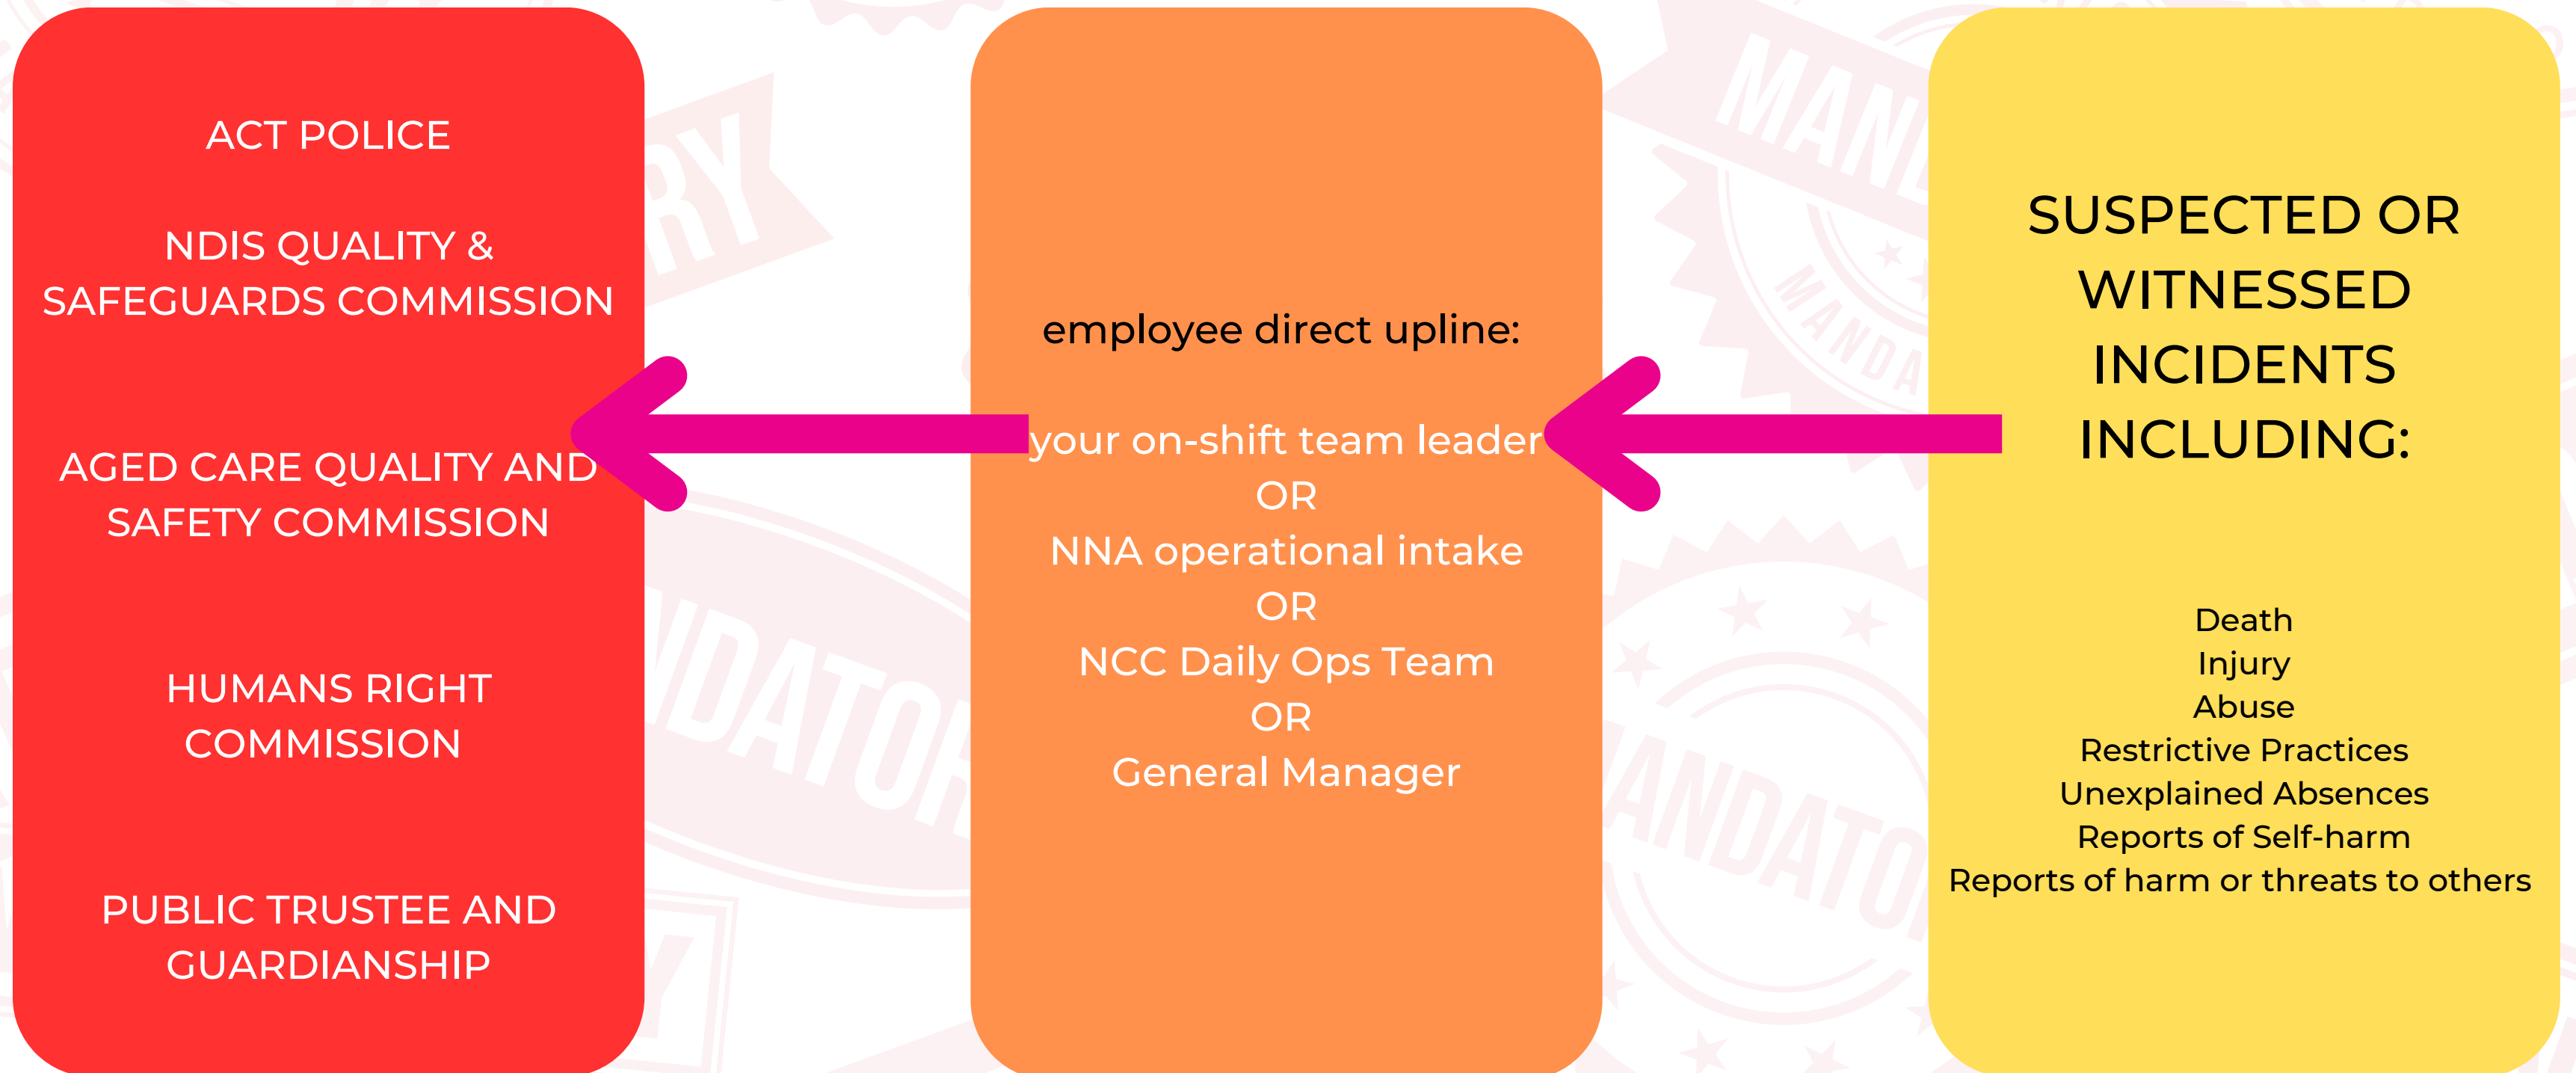 ACT POLICE
NDIS QUALITY &
SAFEGUARDS COMMISSION
AGED CARE QUALITY AND
SAFETY COMMISSION
HUMANS RIGHT
COMMISSION
PUBLIC TRUSTEE AND
GUARDIANSHIP
employee direct upline:
your on-shift team leader
OR
NNA operational intake
OR
NCC Daily Ops Team
OR
General Manager
SUSPECTED OR
WITNESSED
INCIDENTS
INCLUDING:
Death
Injury
Abuse
Restrictive Practices
Unexplained Absences
Reports of Self-harm
Reports of harm or threats to others